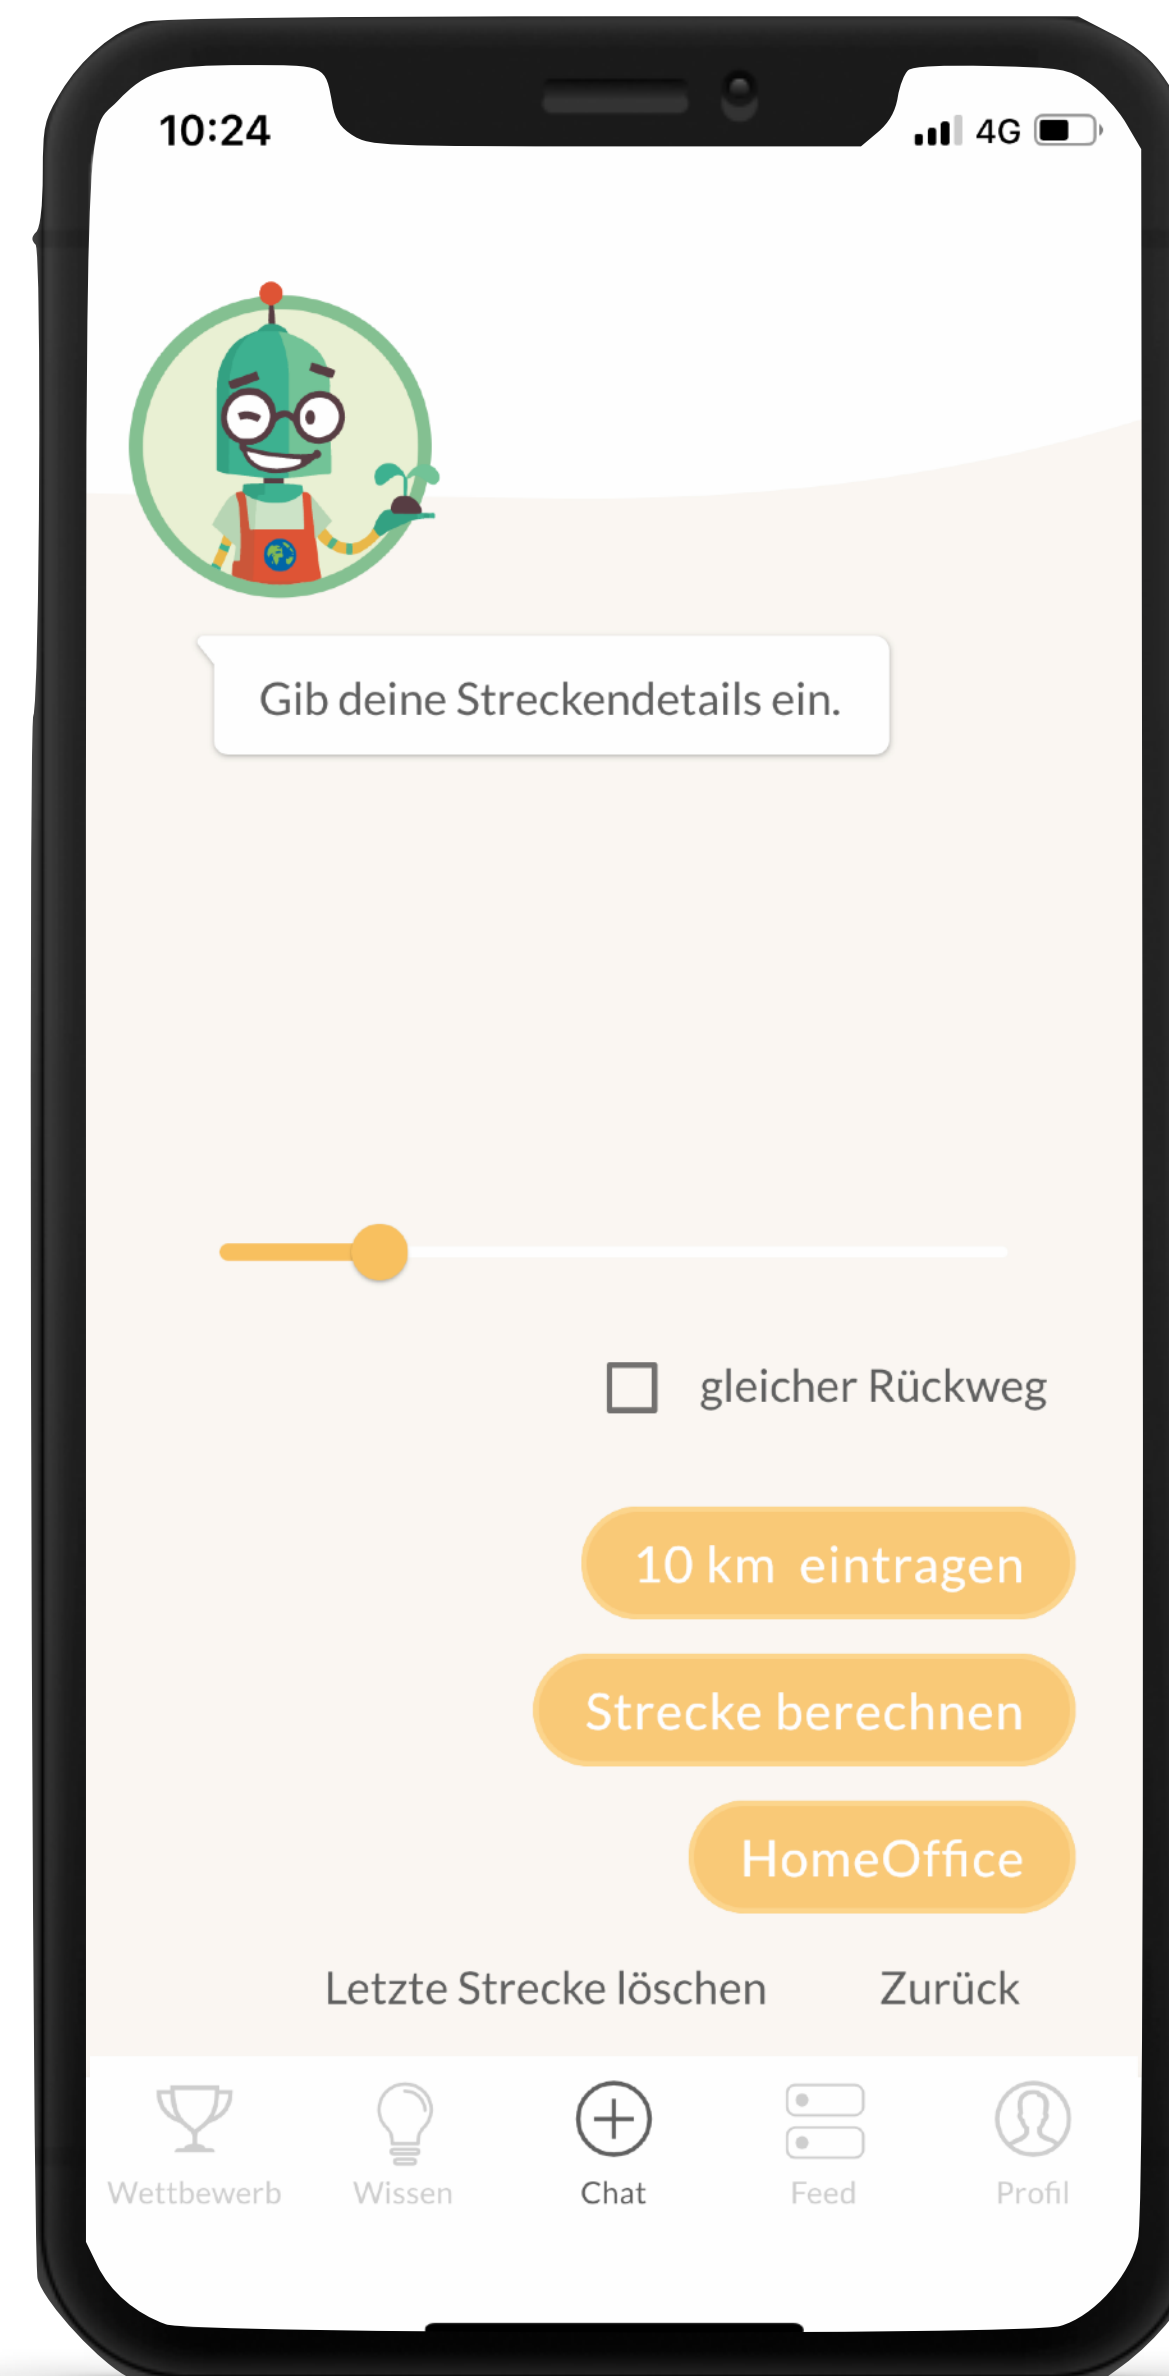 10:24
4G
Gib deine Streckendetails ein.
gleicher Rückweg
10 km eintragen
Strecke berechnen
HomeOffice
Letzte Strecke löschen Zurück
Wettbewerb Wissen Chat Feed Profil